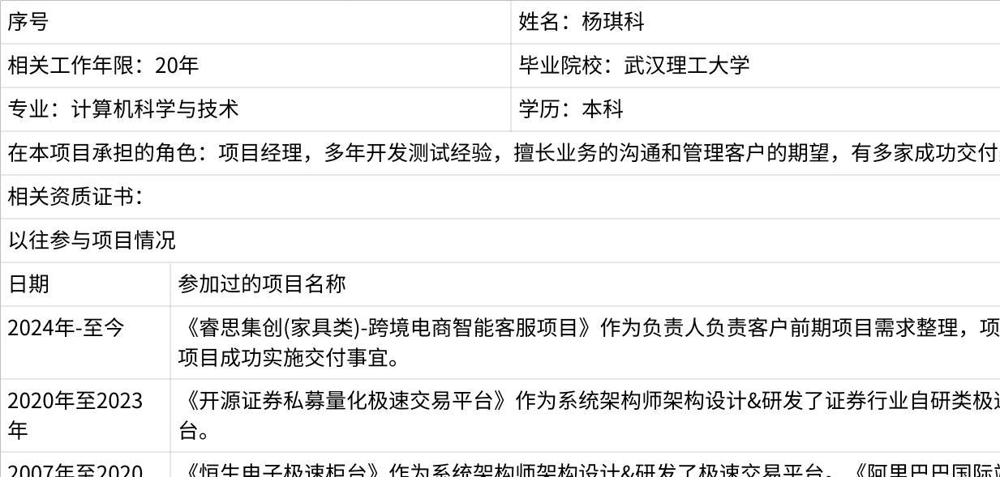 序号
姓名：杨琪科
相关工作年限：20年
毕业院校：武汉理工大学
专业：计算机科学与技术
学历：本科
在本项目承担的角色：项目经理，多年开发测试经验，擅长业务的沟通和管理客户的期望，有多家成功交付
相关资质证书：
以往参与项目情况
日期
参加过的项目名称
2024年-至今
《睿思集创(家具类)-跨境电商智能客服项目》作为负责人负责客户前期项目需求整理，项
项目成功实施交付事宜。
2020年至2023
年
《开源证券私募量化极速交易平台》作为系统架构师架构设计&研发了证券行业自研类极速
台。
2007年至2020
《恒生电子极速柜台》作为系统架构师架构设计&研发了极速交易平台。《阿里巴巴国际站